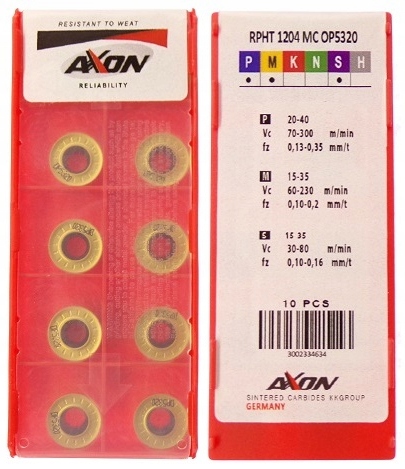 RESISTANT TO WEAT
AXON
RELIABILITY
RPHT 1204 MC OP5320
P M K N S H
P 20-40
Vc 70-300 m/min
fz 0,13-0,35 mm/t
M 15-35
Vc 60-230 m/min
fz 0,10-0,2 mm/t
S 15 35
Vc 30-80 m/min
fz 0,10-0,16 mm/t
10 PCS
3002334634
AXON
SINTERED CARBIDES KKGROUP
GERMANY